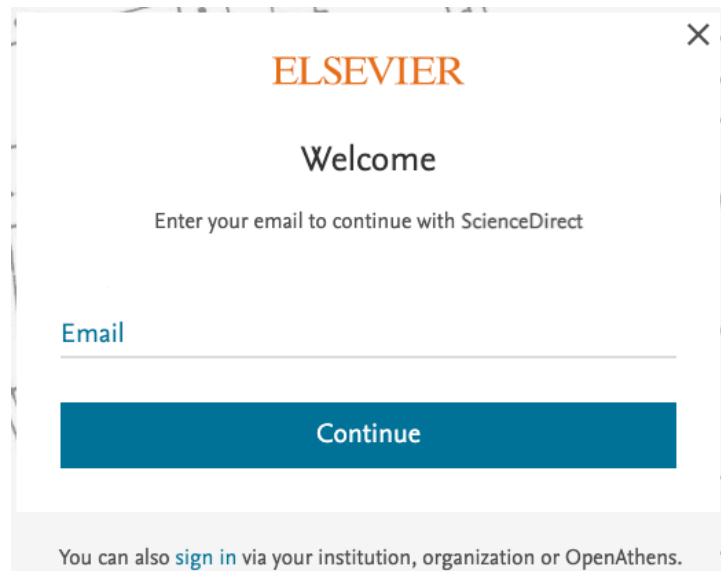 ELSEVIER
Welcome
Enter your email to continue with ScienceDirect
Email
Continue
You can also sign in via your institution, organization or OpenAthens.